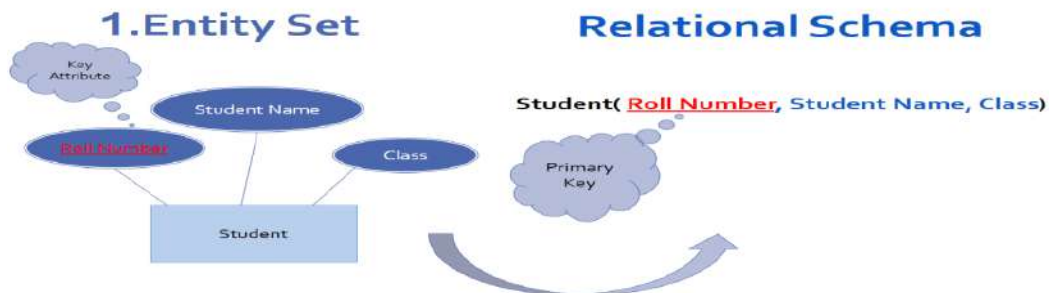 1.Entity Set
Relational Schema
Key
Attribute
Student Name
Roll Number
Class
Student
Student( Roll Number, Student Name, Class)
Primary
Key